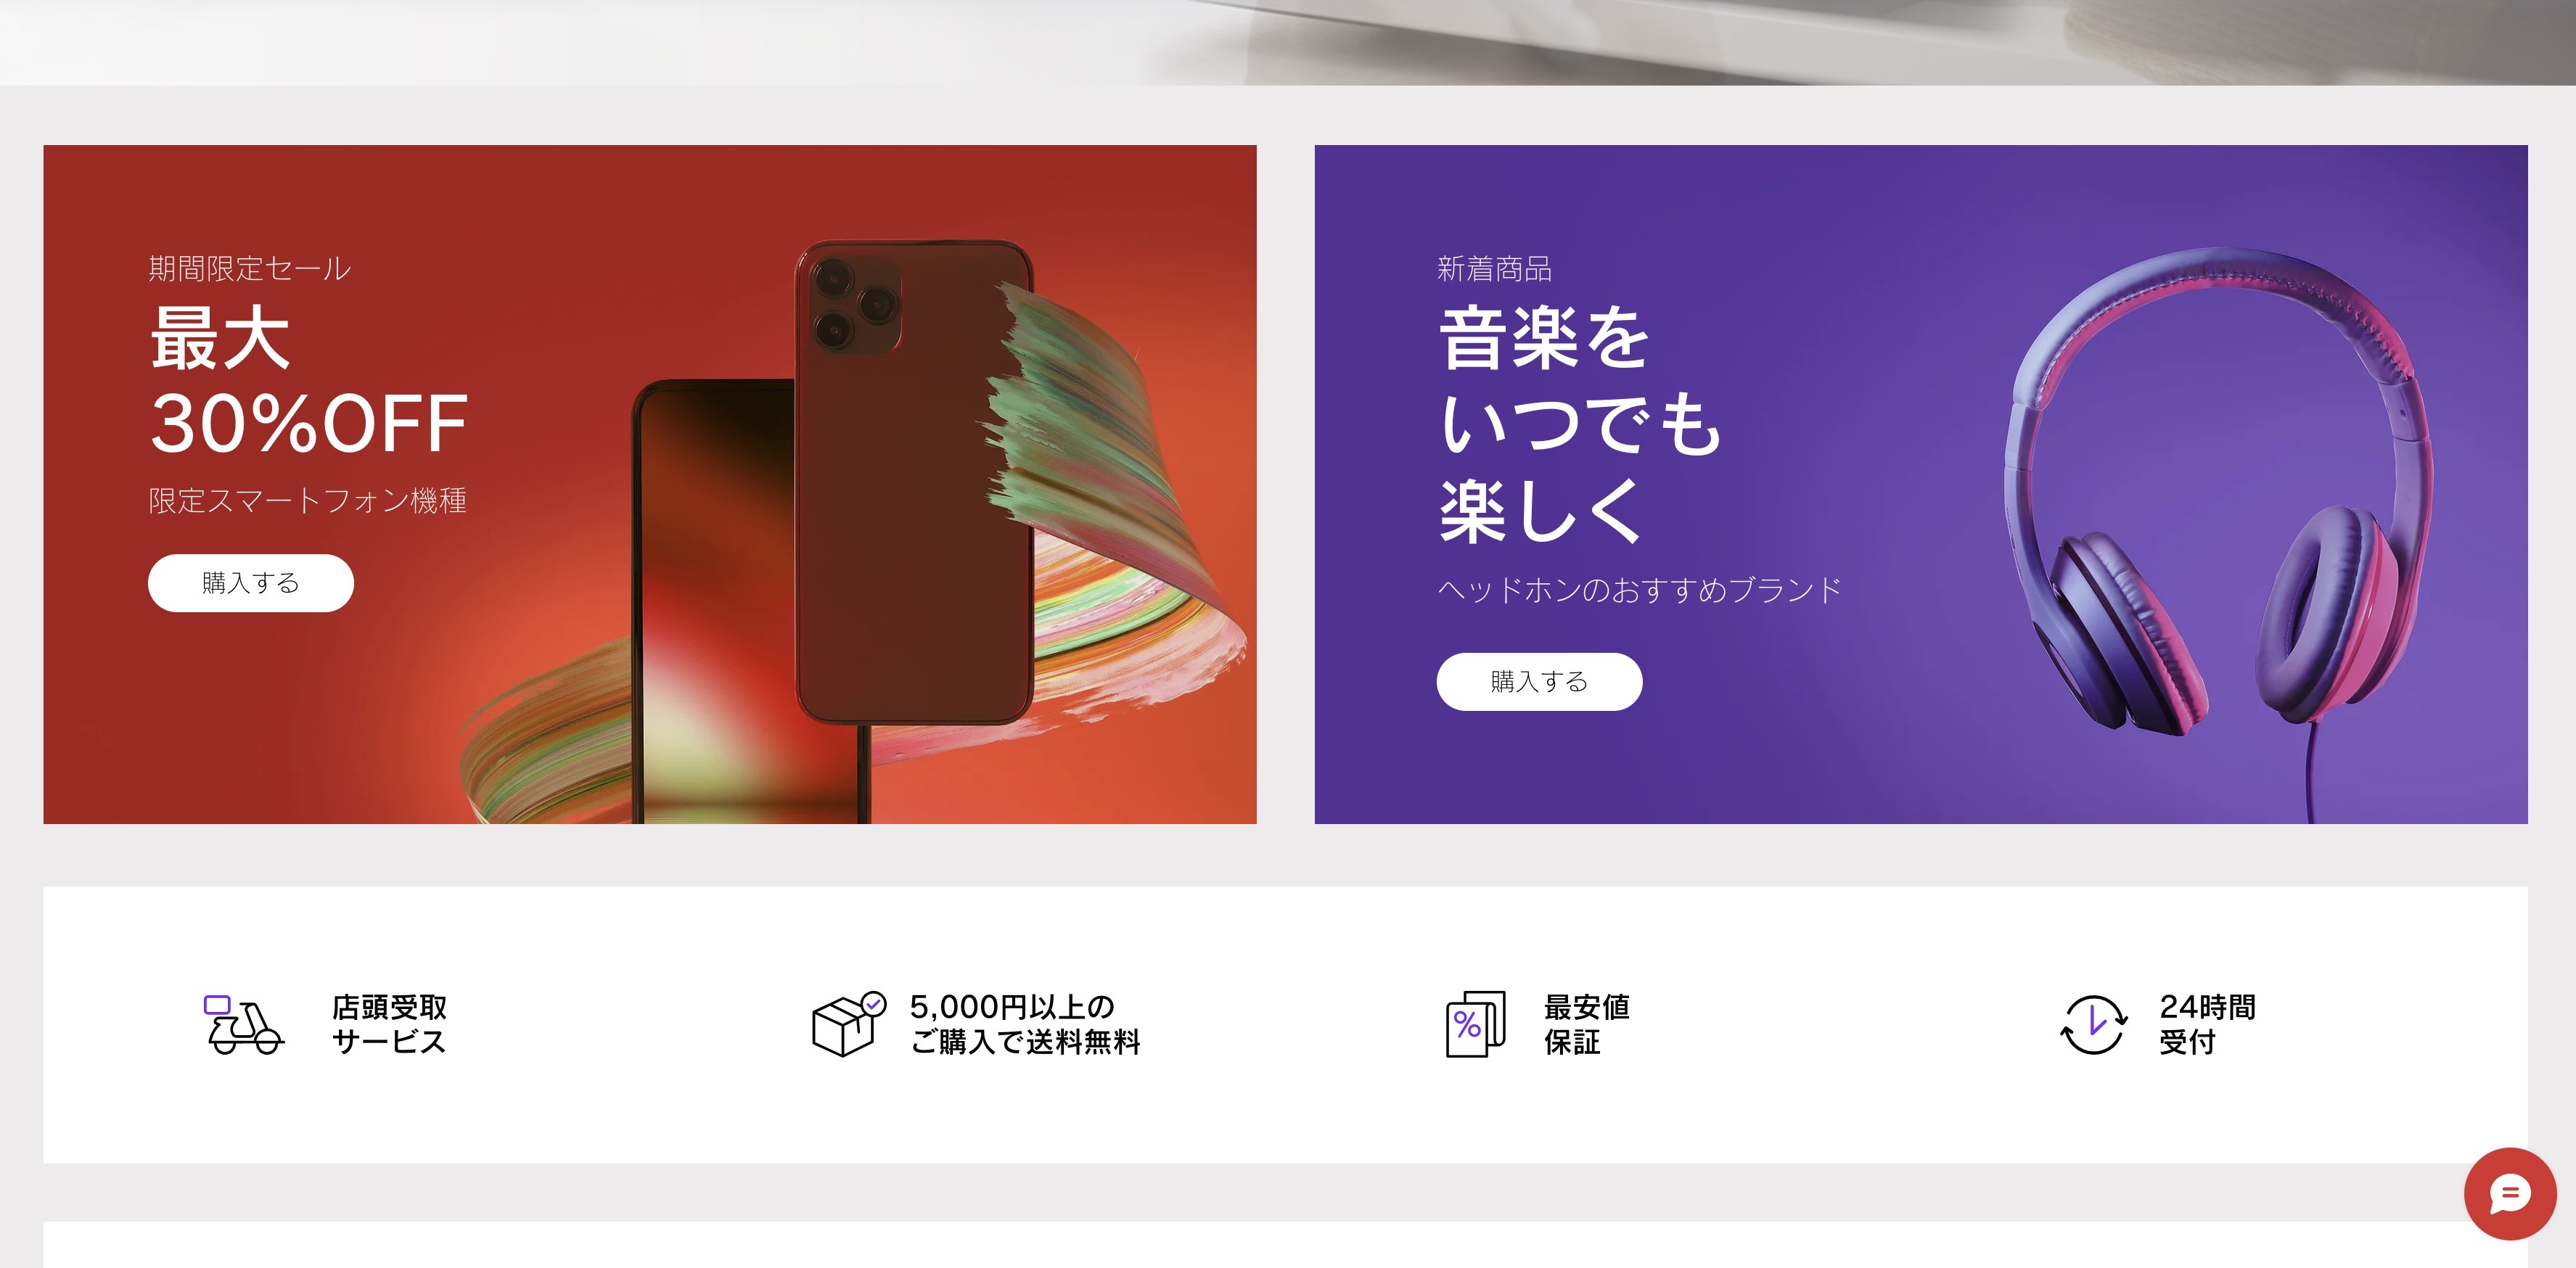 期間限定セール
最大
30%OFF
限定スマートフォン機種
購入する
新着商品
音楽を
いつでも
楽しく
ヘッドホンのおすすめブランド
購入する
店頭受取
サービス
5,000円以上の
ご購入で送料無料
%
最安値
保証
24時間
受付